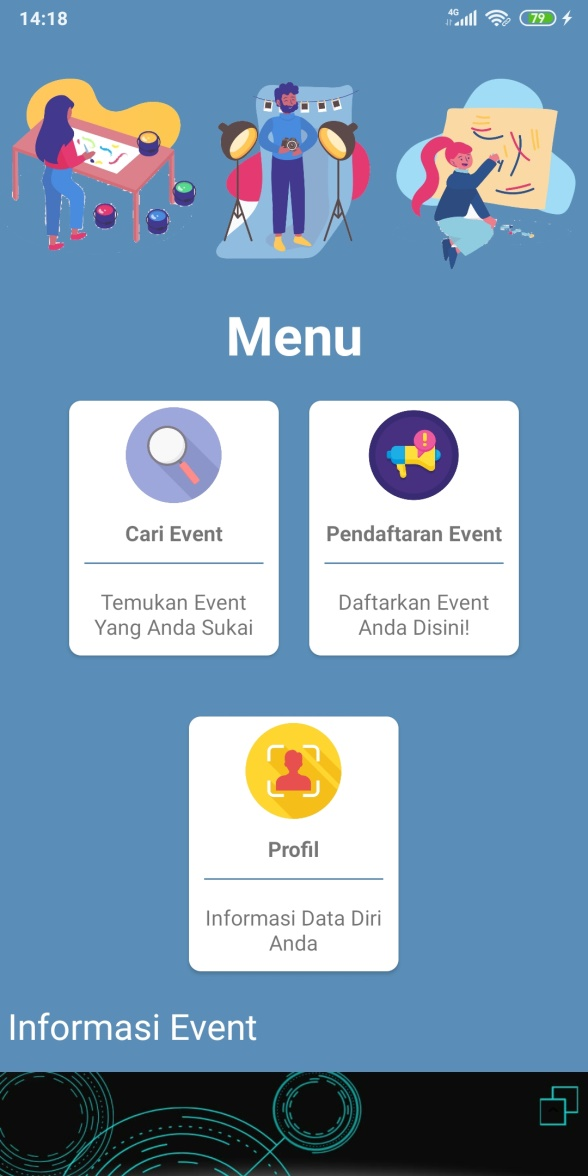 14:18
4G
79
Menu
Cari Event
Temukan Event
Yang Anda Sukai
Pendaftaran Event
Daftarkan Event
Anda Disini!
Profil
Informasi Data Diri
Anda
Informasi Event